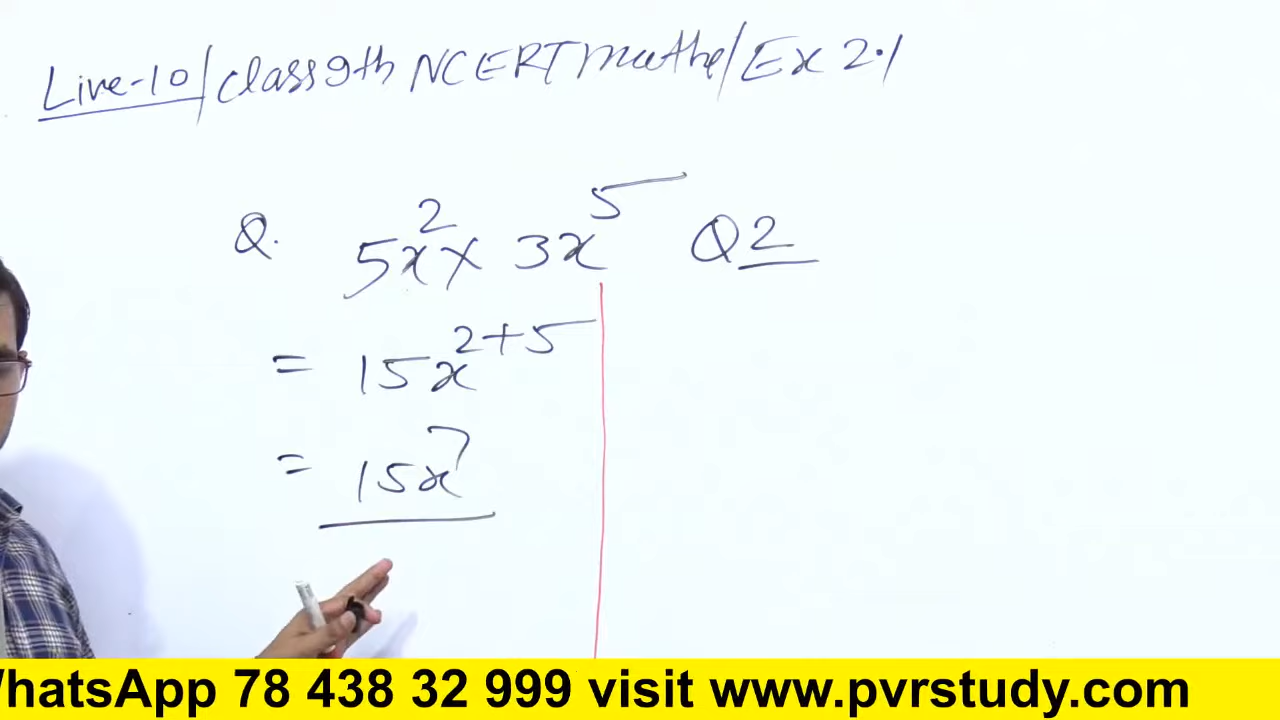 Live-10/class 9th NCERT maths/Ex 2.1
Q. 5x² × 3x⁵ Q2
= 15x²⁺⁵
= 15x⁷
hatsApp 78 438 32 999 visit www.pvrstudy.com